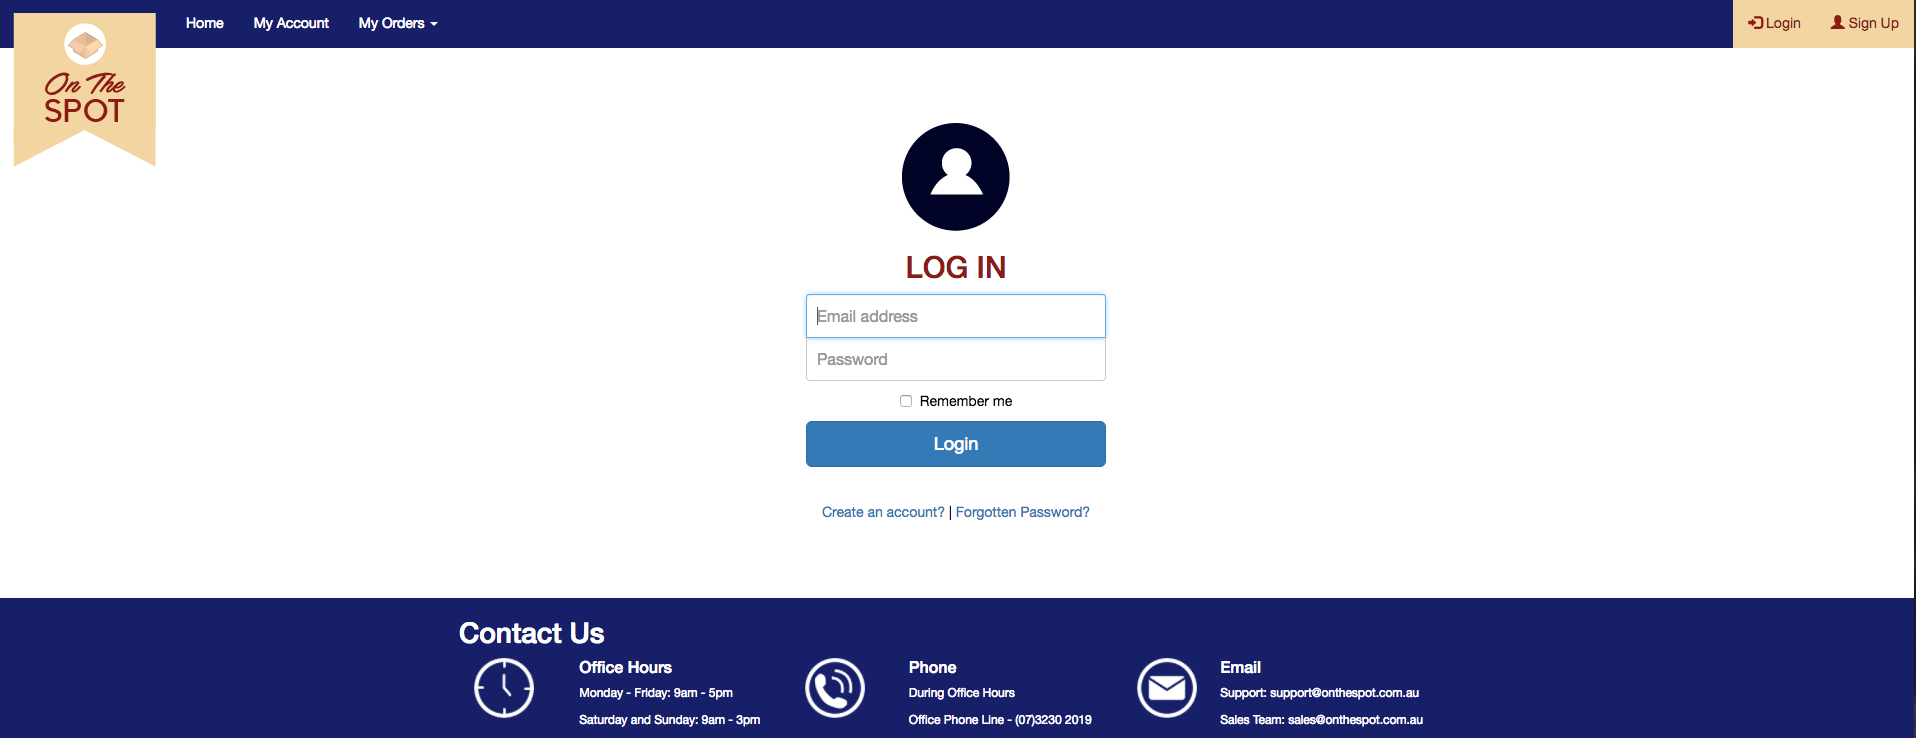 Home My Account My Orders
Login Sign Up
On The
SPOT
LOG IN
Email address
Password
Remember me
Login
Create an account? | Forgotten Password?
Contact Us
Office Hours
Monday - Friday: 9am - 5pm
Saturday and Sunday: 9am - 3pm
Phone
During Office Hours
Office Phone Line - (07)3230 2019
Email
Support: support@onthespot.com.au
Sales Team: sales@onthespot.com.au